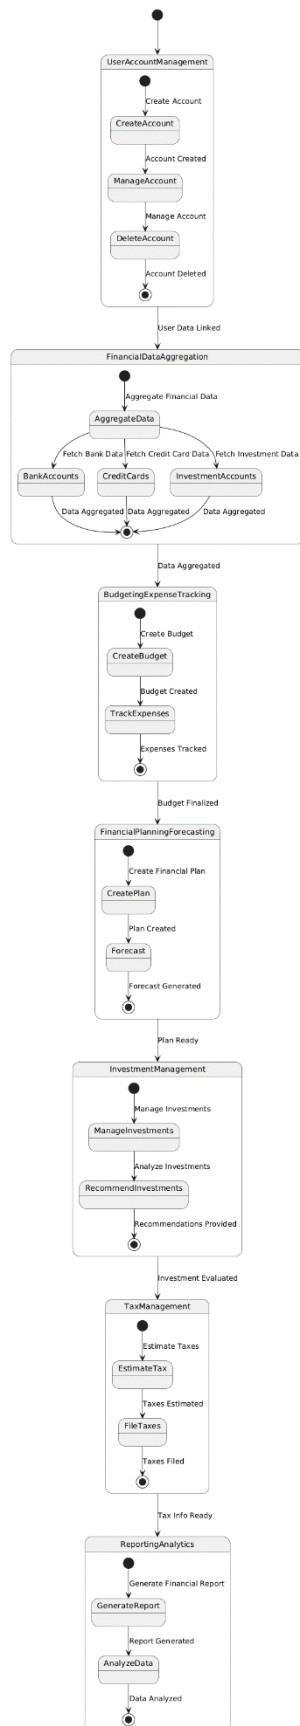 UserAccountManagement
Create Account
CreateAccount
Account Created
ManageAccount
Manage Account
DeleteAccount
Account Deleted
User Data Linked
FinancialDataAggregation
Aggregate Financial Data
AggregateData
Fetch Bank Data Fetch Credit Card Data Fetch Investment Data
BankAccounts CreditCards InvestmentAccounts
Data Aggregated Data Aggregated Data Aggregated
Data Aggregated
BudgetingExpenseTracking
Create Budget
CreateBudget
Budget Created
TrackExpenses
Expenses Tracked
Budget Finalized
FinancialPlanningForecasting
Create Financial Plan
CreatePlan
Plan Created
Forecast
Forecast Generated
Plan Ready
InvestmentManagement
Manage Investments
ManageInvestments
Analyze Investments
RecommendInvestments
Recommendations Provided
Investment Evaluated
TaxManagement
Estimate Taxes
EstimateTax
Taxes Estimated
FileTaxes
Taxes Filed
Tax Info Ready
ReportingAnalytics
Generate Financial Report
GenerateReport
Report Generated
AnalyzeData
Data Analyzed